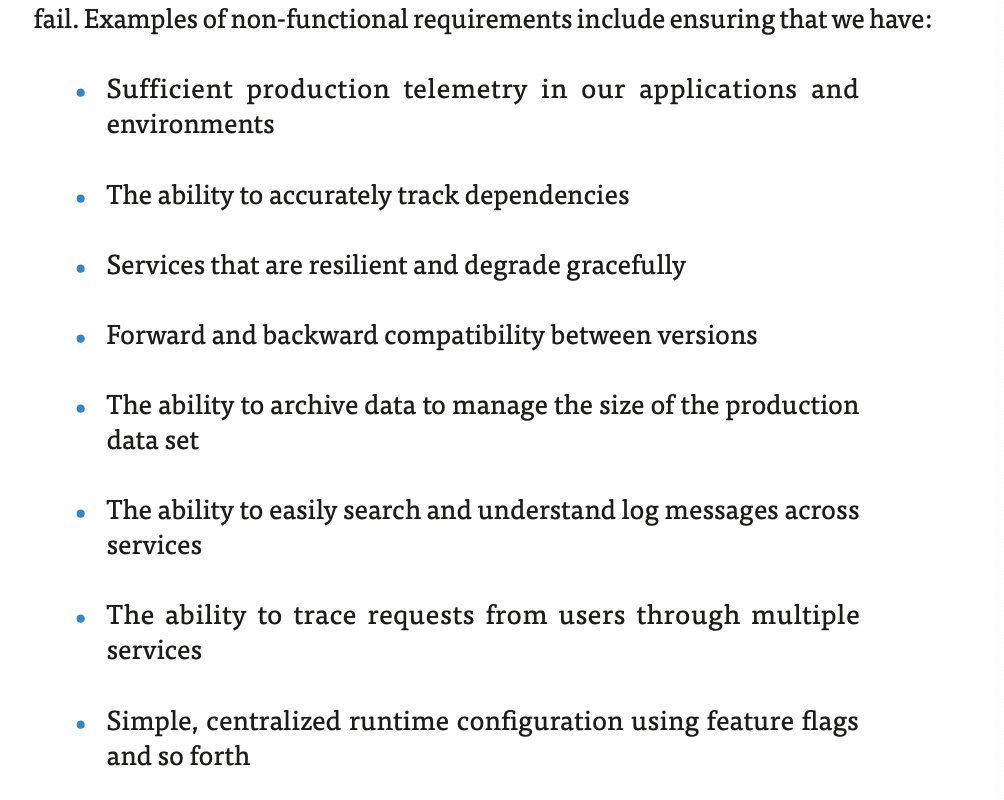 fail. Examples of non-functional requirements include ensuring that we have:
• Sufficient production telemetry in our applications and
environments
• The ability to accurately track dependencies
• Services that are resilient and degrade gracefully
• Forward and backward compatibility between versions
• The ability to archive data to manage the size of the production
data set
• The ability to easily search and understand log messages across
services
• The ability to trace requests from users through multiple
services
• Simple, centralized runtime configuration using feature flags
and so forth